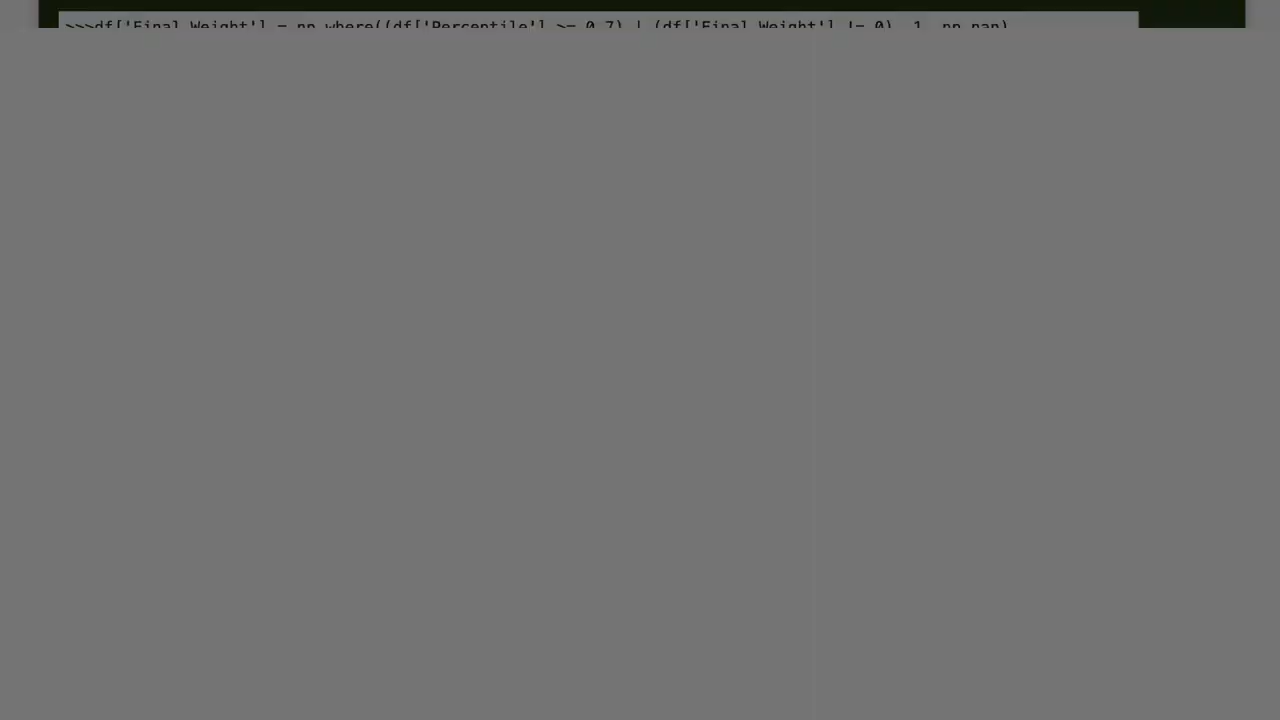 >>>df['Final Weight'] = np.where((df['Percentile'] >= 0.7) | (df['Final Weight'] != 0), 1, np.nan)